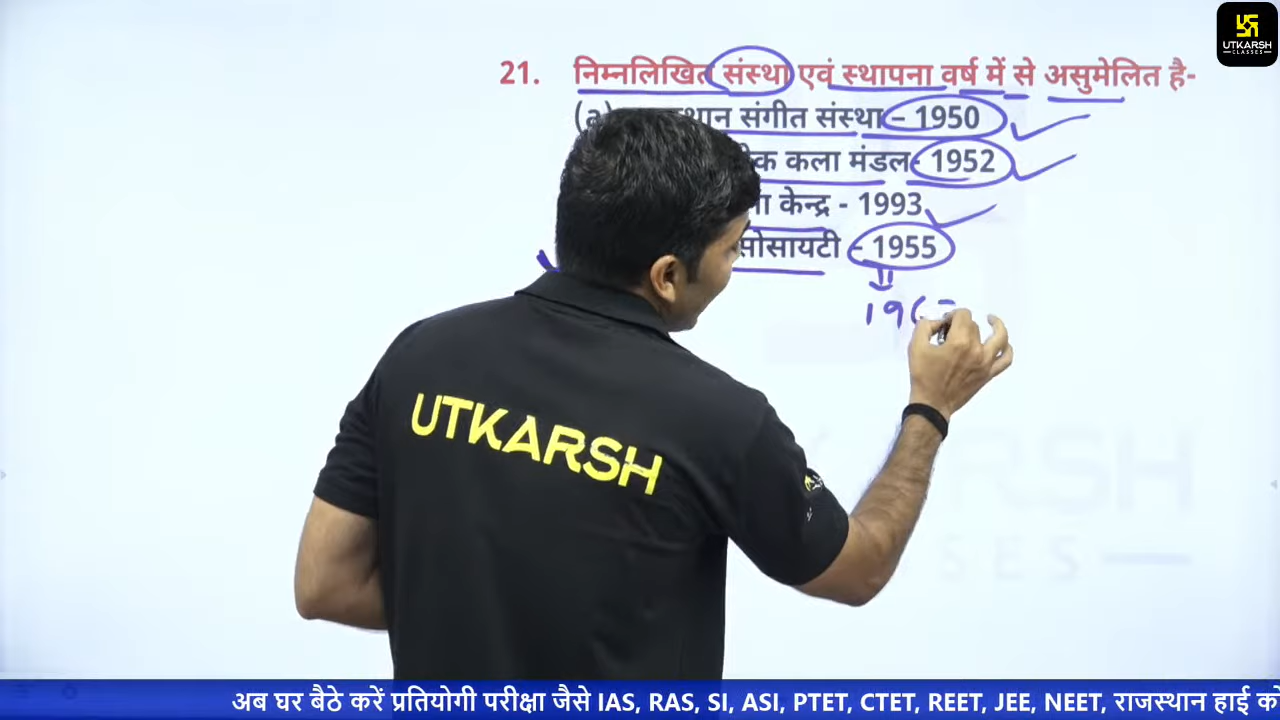 UTKARSH
CLASSES
21. निम्नलिखित संस्था एवं स्थापना वर्ष में से असुमेलित है-
(a) संगीत संस्था – 1950
कला मंडल- 1952
केन्द्र - 1993
सोसायटी - 1955
UTKARSH
अब घर बैठे करें प्रतियोगी परीक्षा जैसे IAS, RAS, SI, ASI, PTET, CTET, REET, JEE, NEET, राजस्थान हाई